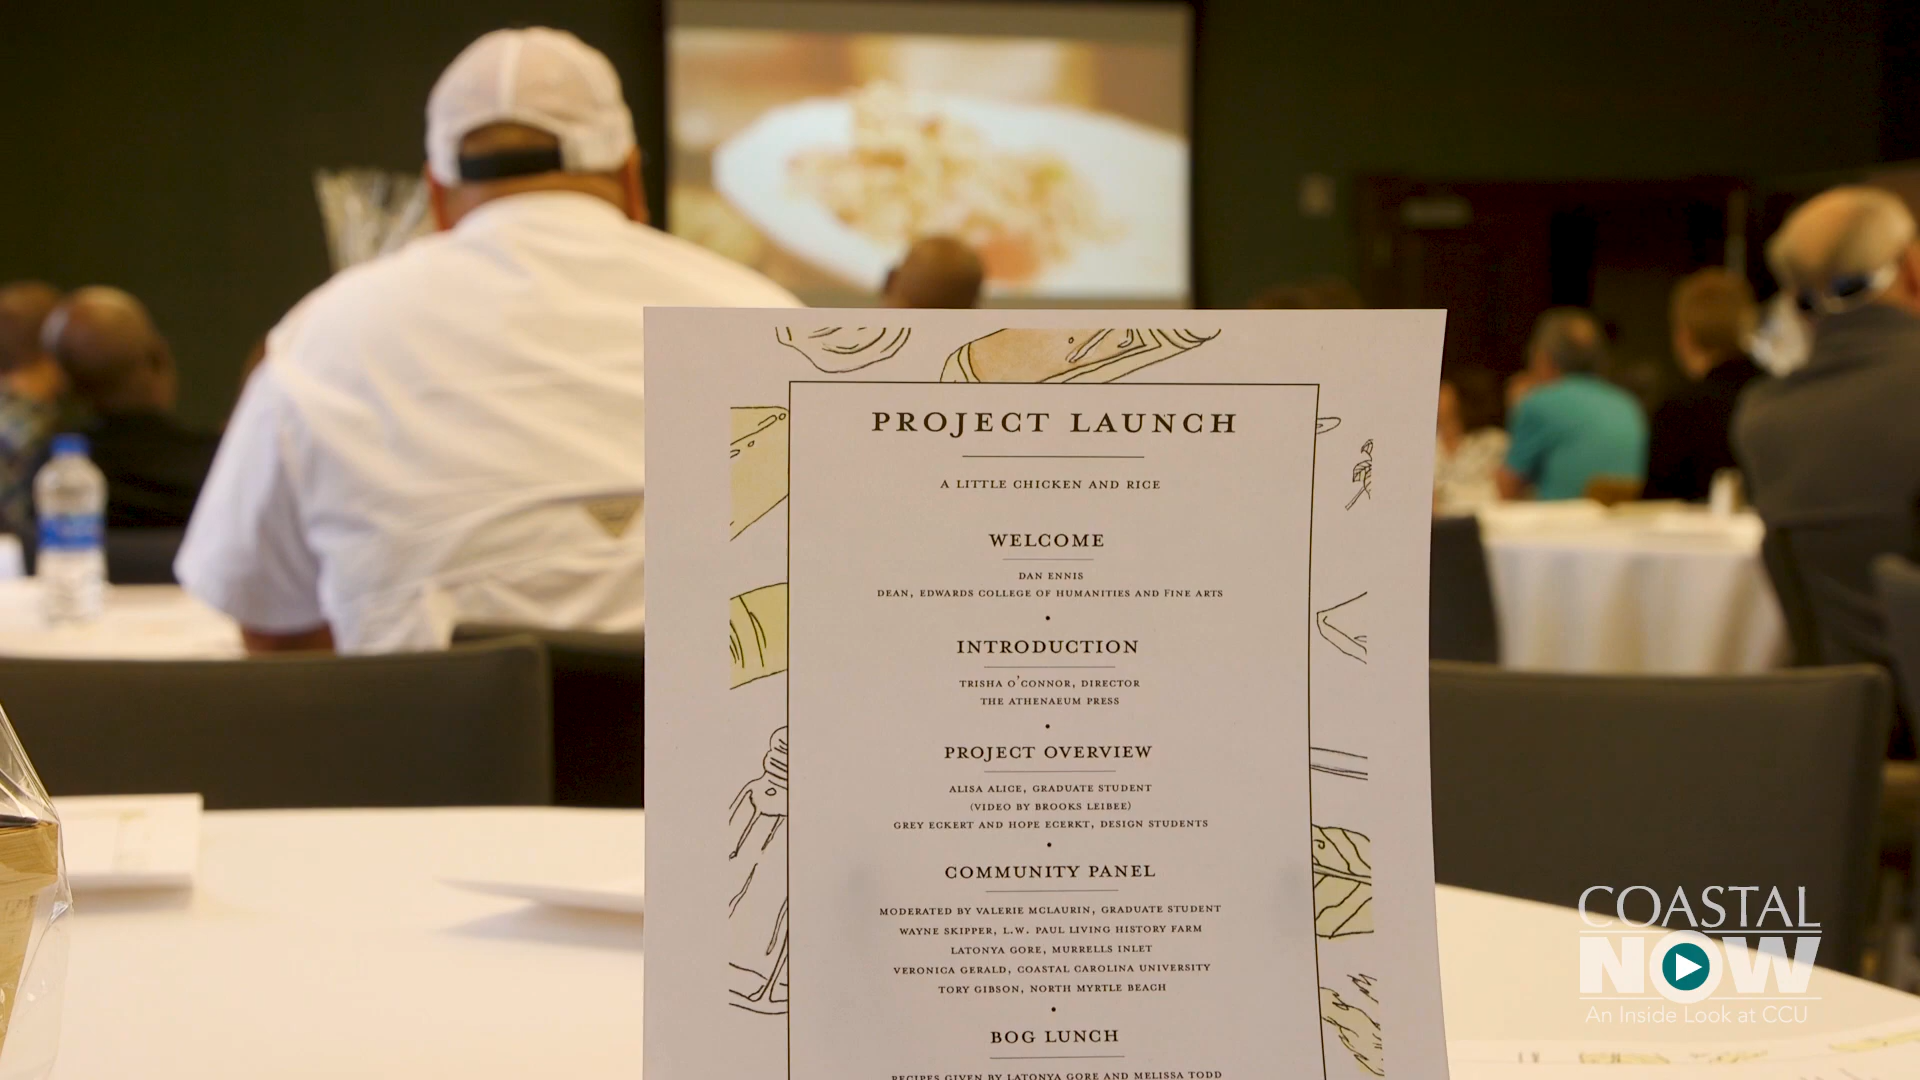 PROJECT LAUNCH
A LITTLE CHICKEN AND RICE
WELCOME
DAN ENNIS
DEAN, EDWARDS COLLEGE OF HUMANITIES AND FINE ARTS
INTRODUCTION
TRISHA O'CONNOR, DIRECTOR
THE ATHENAEUM PRESS
PROJECT OVERVIEW
ALISA ALICE, GRADUATE STUDENT
(VIDEO BY BROOKS LEIBEE)
GREY ECKERT AND HOPE ECERKT, DESIGN STUDENTS
COMMUNITY PANEL
MODERATED BY VALERIE MCLAURIN, GRADUATE STUDENT
WAYNE SKIPPER, L.W. PAUL LIVING HISTORY FARM
LATONYA GORE, MURRELLS INLET
VERONICA GERALD, COASTAL CAROLINA UNIVERSITY
TORY GIBSON, NORTH MYRTLE BEACH
BOG LUNCH
RECIPES GIVEN BY LATONYA GORE AND MELISSA TODD
COASTAL
NOW
An Inside Look at CCU